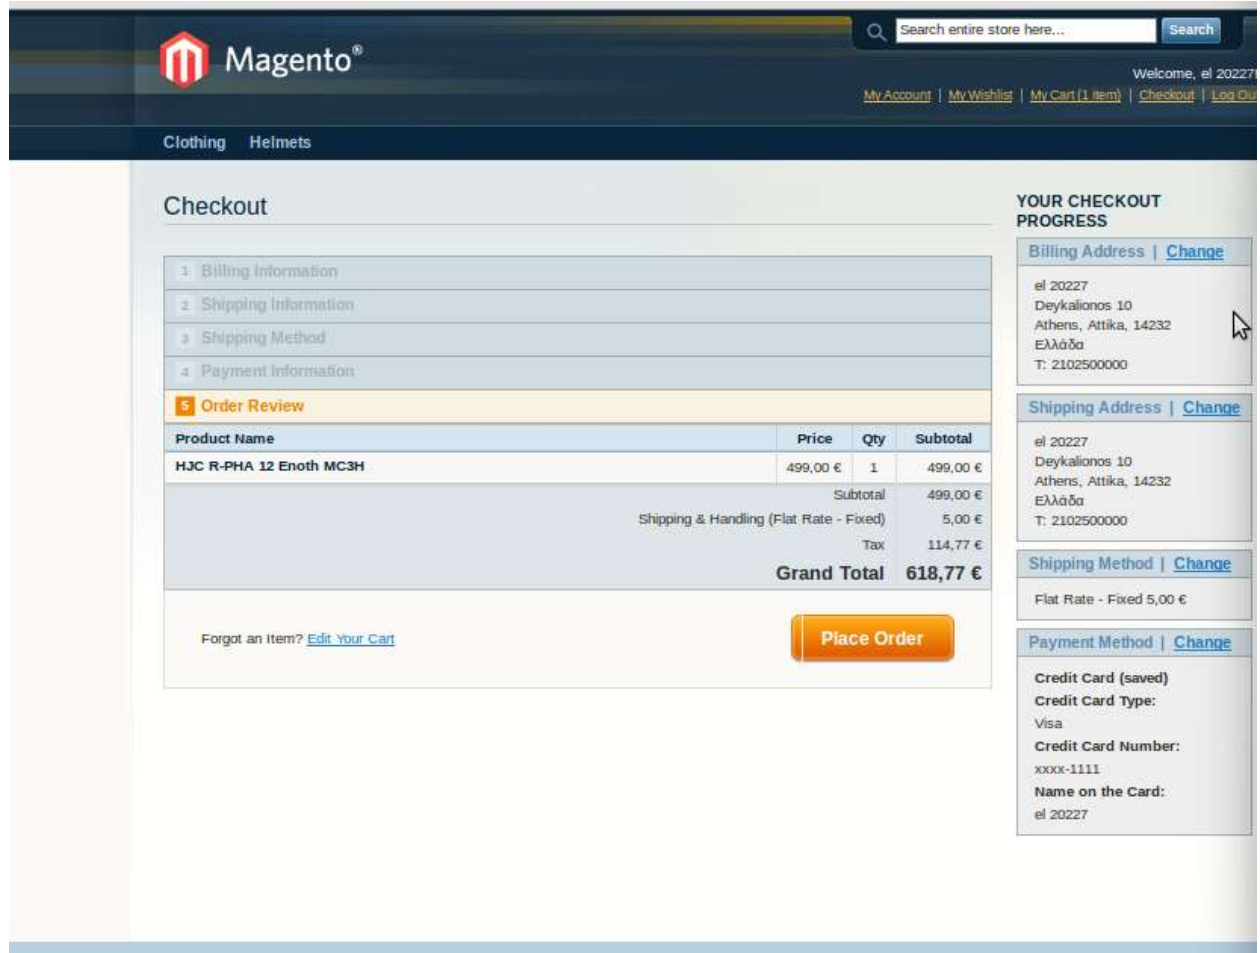 Magento®
Search entire store here...
Search
Welcome, el 20227!
My Account | My Wishlist | My Cart (1 item) | Checkout | Log Ou
Clothing Helmets
Checkout
1 Billing Information
2 Shipping Information
3 Shipping Method
4 Payment Information
5 Order Review
Product Name Price Qty Subtotal
HJC R-PHA 12 Enoth MC3H 499,00 € 1 499,00 €
Subtotal 499,00 €
Shipping & Handling (Flat Rate - Fixed) 5,00 €
Tax 114,77 €
Grand Total 618,77 €
Forgot an Item? Edit Your Cart
Place Order
YOUR CHECKOUT
PROGRESS
Billing Address | Change
el 20227
Deykalionos 10
Athens, Attika, 14232
Ελλάδα
T: 2102500000
Shipping Address | Change
el 20227
Deykalionos 10
Athens, Attika, 14232
Ελλάδα
T: 2102500000
Shipping Method | Change
Flat Rate - Fixed 5,00 €
Payment Method | Change
Credit Card (saved)
Credit Card Type:
Visa
Credit Card Number:
xxxx-1111
Name on the Card:
el 20227